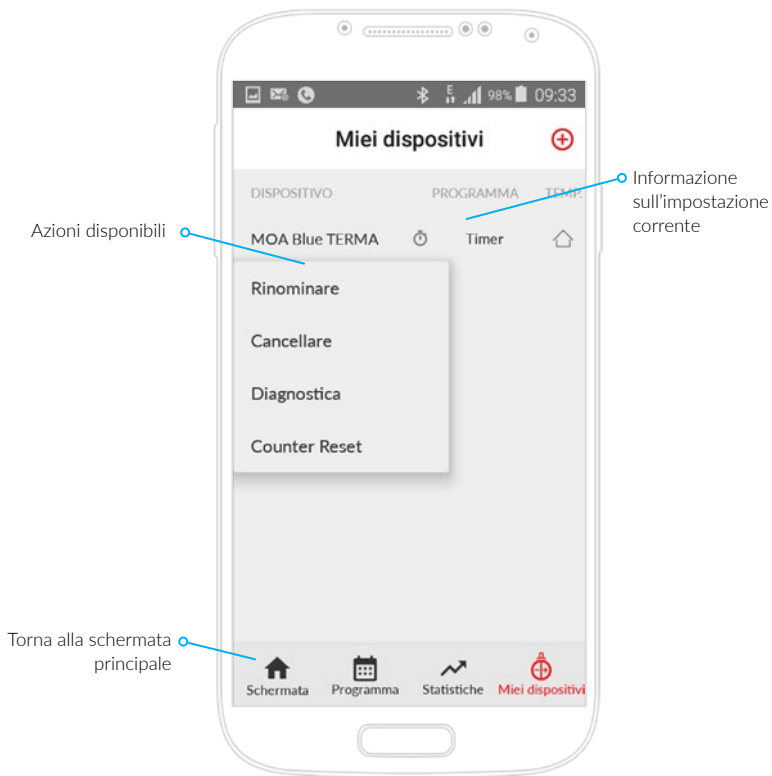 E 98% 09:33
Miei dispositivi
DISPOSITIVO PROGRAMMA TEMP.
MOA Blue TERMA Timer
Informazione
sull'impostazione
corrente
Azioni disponibili
Rinominare
Cancellare
Diagnostica
Counter Reset
Torna alla schermata
principale
Schermata Programma Statistiche Miei dispositivi